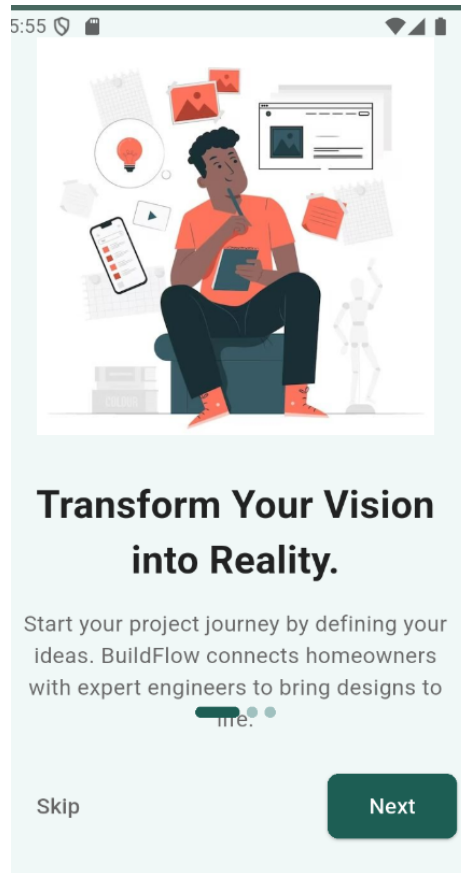 5:55
Transform Your Vision
into Reality.
Start your project journey by defining your
ideas. BuildFlow connects homeowners
with expert engineers to bring designs to
life.
Skip
Next